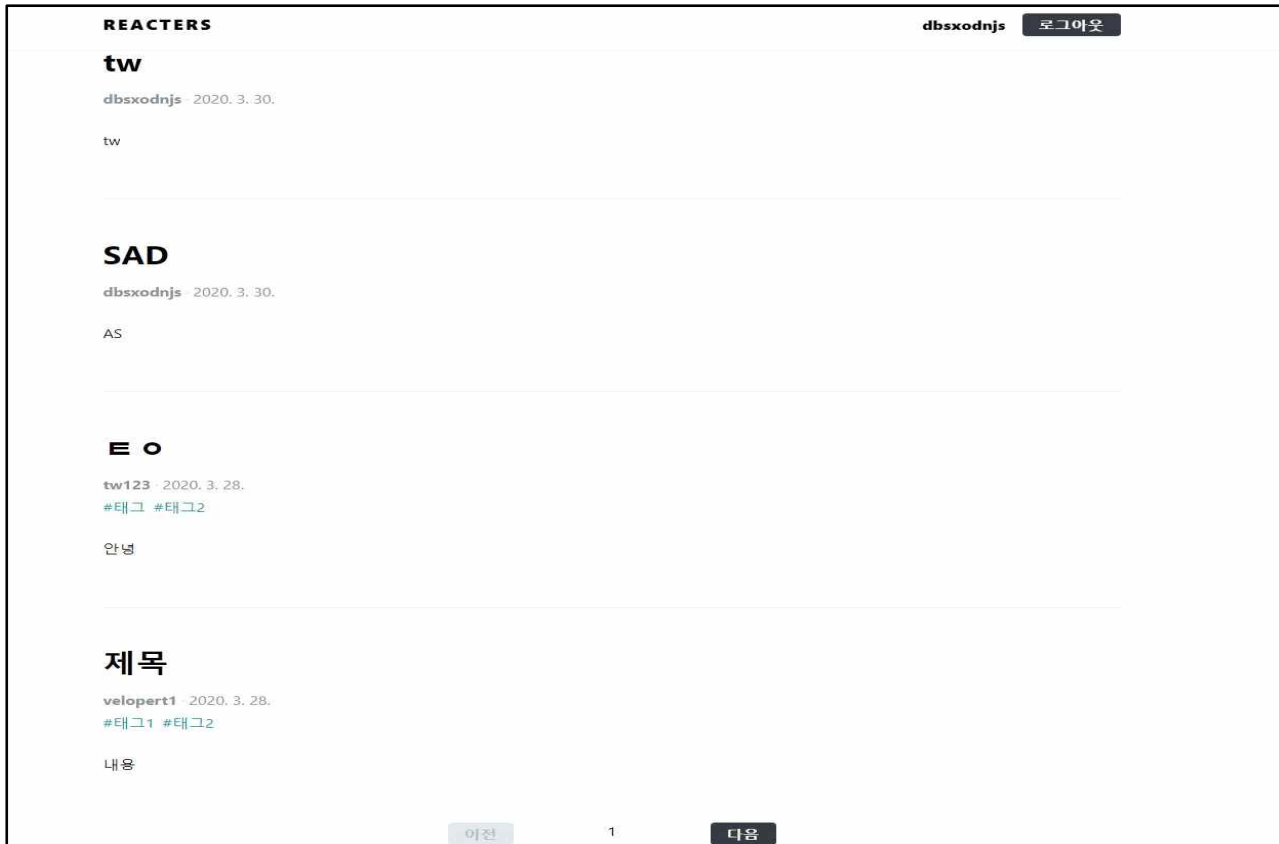 REACTERS
dbsxodnjs 로그아웃
tw
dbsxodnjs · 2020. 3. 30.
tw
SAD
dbsxodnjs · 2020. 3. 30.
AS
ㅌㅇ
tw123 · 2020. 3. 28.
#태그 #태그2
안녕
제목
velopert1 · 2020. 3. 28.
#태그1 #태그2
내용
이전 1 다음